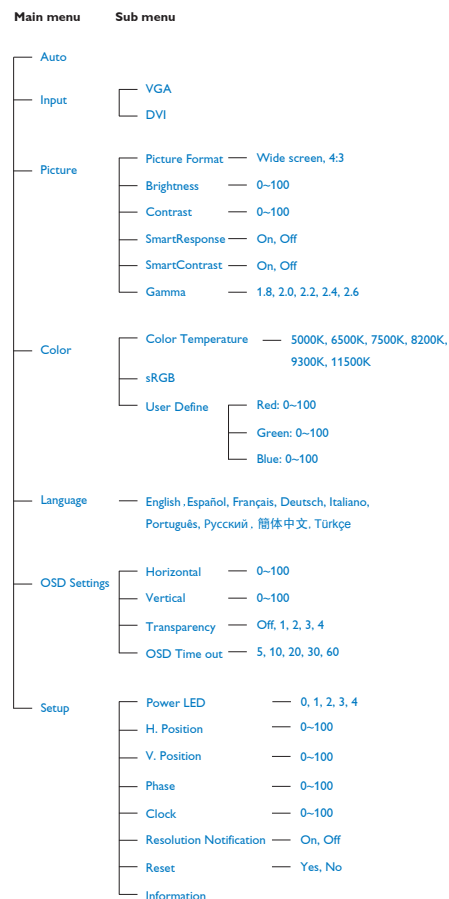 Main menu Sub menu
Auto
Input
VGA
DVI
Picture
Picture Format Wide screen, 4:3
Brightness 0~100
Contrast 0~100
SmartResponse On, Off
SmartContrast On, Off
Gamma 1.8, 2.0, 2.2, 2.4, 2.6
Color
Color Temperature 5000K, 6500K, 7500K, 8200K,
9300K, 11500K
sRGB
User Define Red: 0~100
Green: 0~100
Blue: 0~100
Language English , Español, Français, Deutsch, Italiano,
Português, Русский , 簡体中文, Türkçe
OSD Settings
Horizontal 0~100
Vertical 0~100
Transparency Off, 1, 2, 3, 4
OSD Time out 5, 10, 20, 30, 60
Setup
Power LED 0, 1, 2, 3, 4
H. Position 0~100
V. Position 0~100
Phase 0~100
Clock 0~100
Resolution Notification On, Off
Reset Yes, No
Information